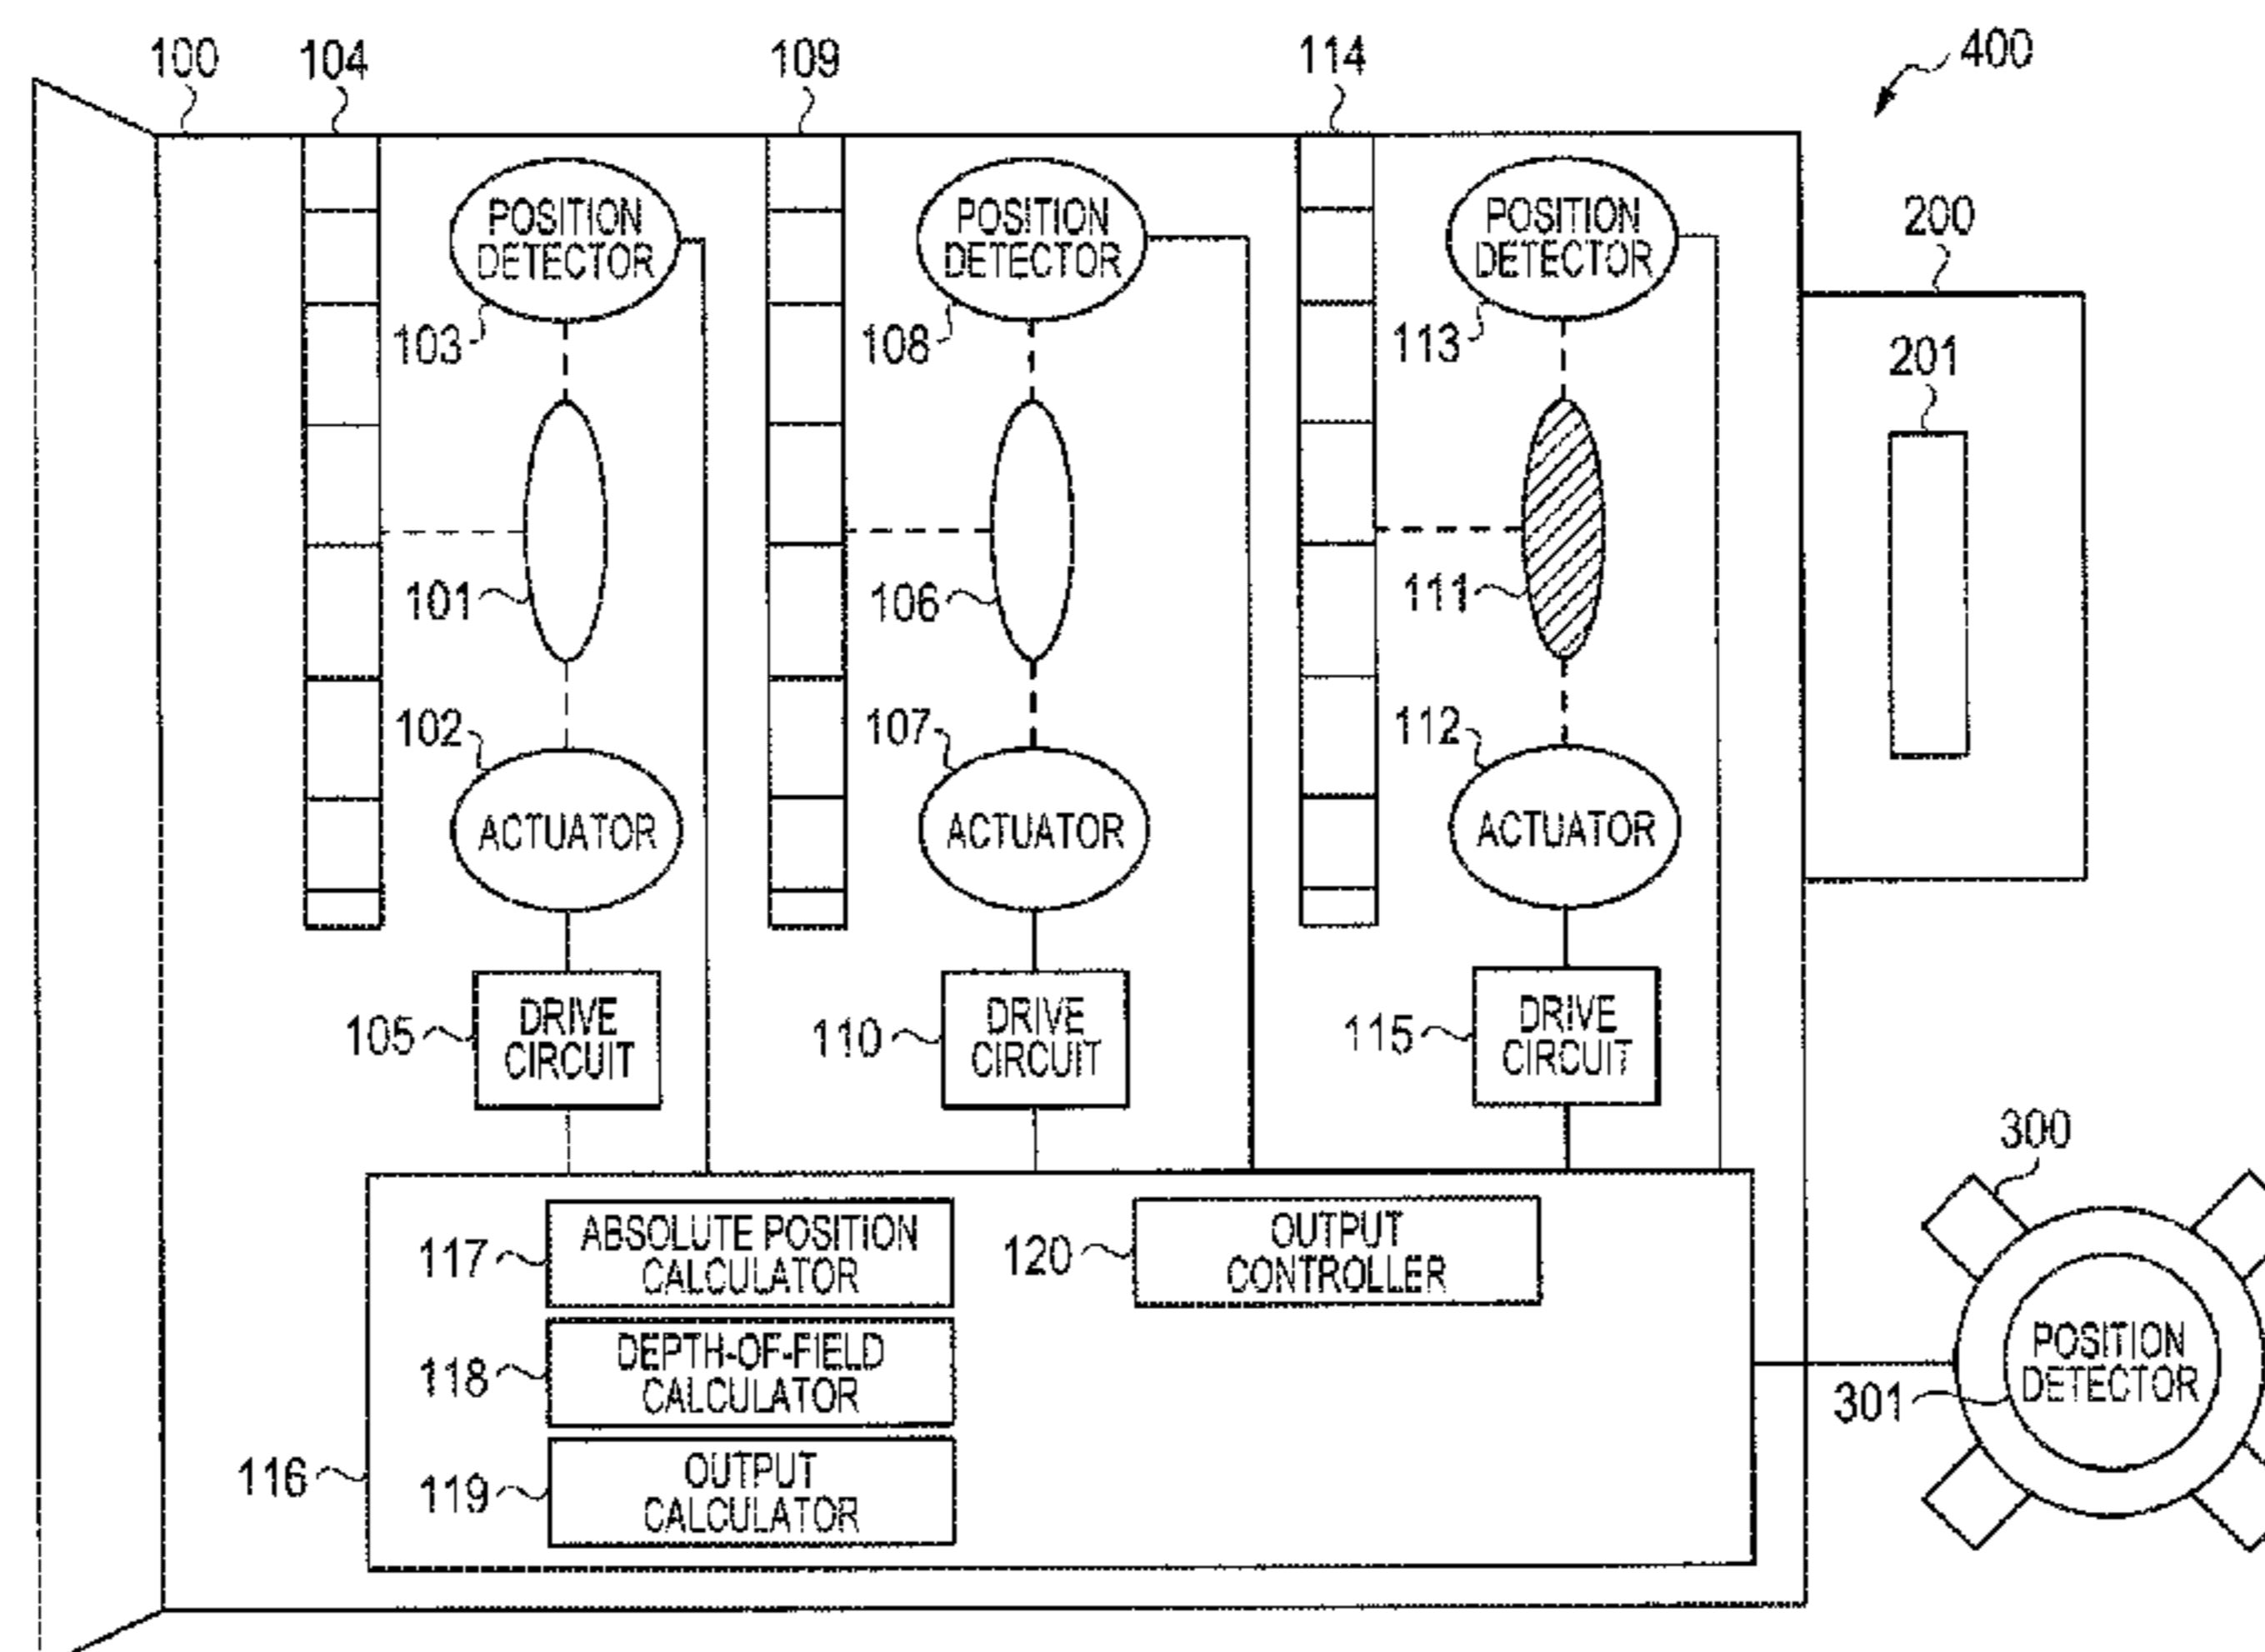 100
104
109
114
400
POSITION
DETECTOR
POSITION
DETECTOR
POSITION
DETECTOR
200
103
108
113
201
101
106
111
102
107
112
ACTUATOR
ACTUATOR
ACTUATOR
105
DRIVE
CIRCUIT
110
DRIVE
CIRCUIT
115
DRIVE
CIRCUIT
300
117
ABSOLUTE POSITION
CALCULATOR
120
OUTPUT
CONTROLLER
118
DEPTH-OF-FIELD
CALCULATOR
POSITION
DETECTOR
301
116
119
OUTPUT
CALCULATOR